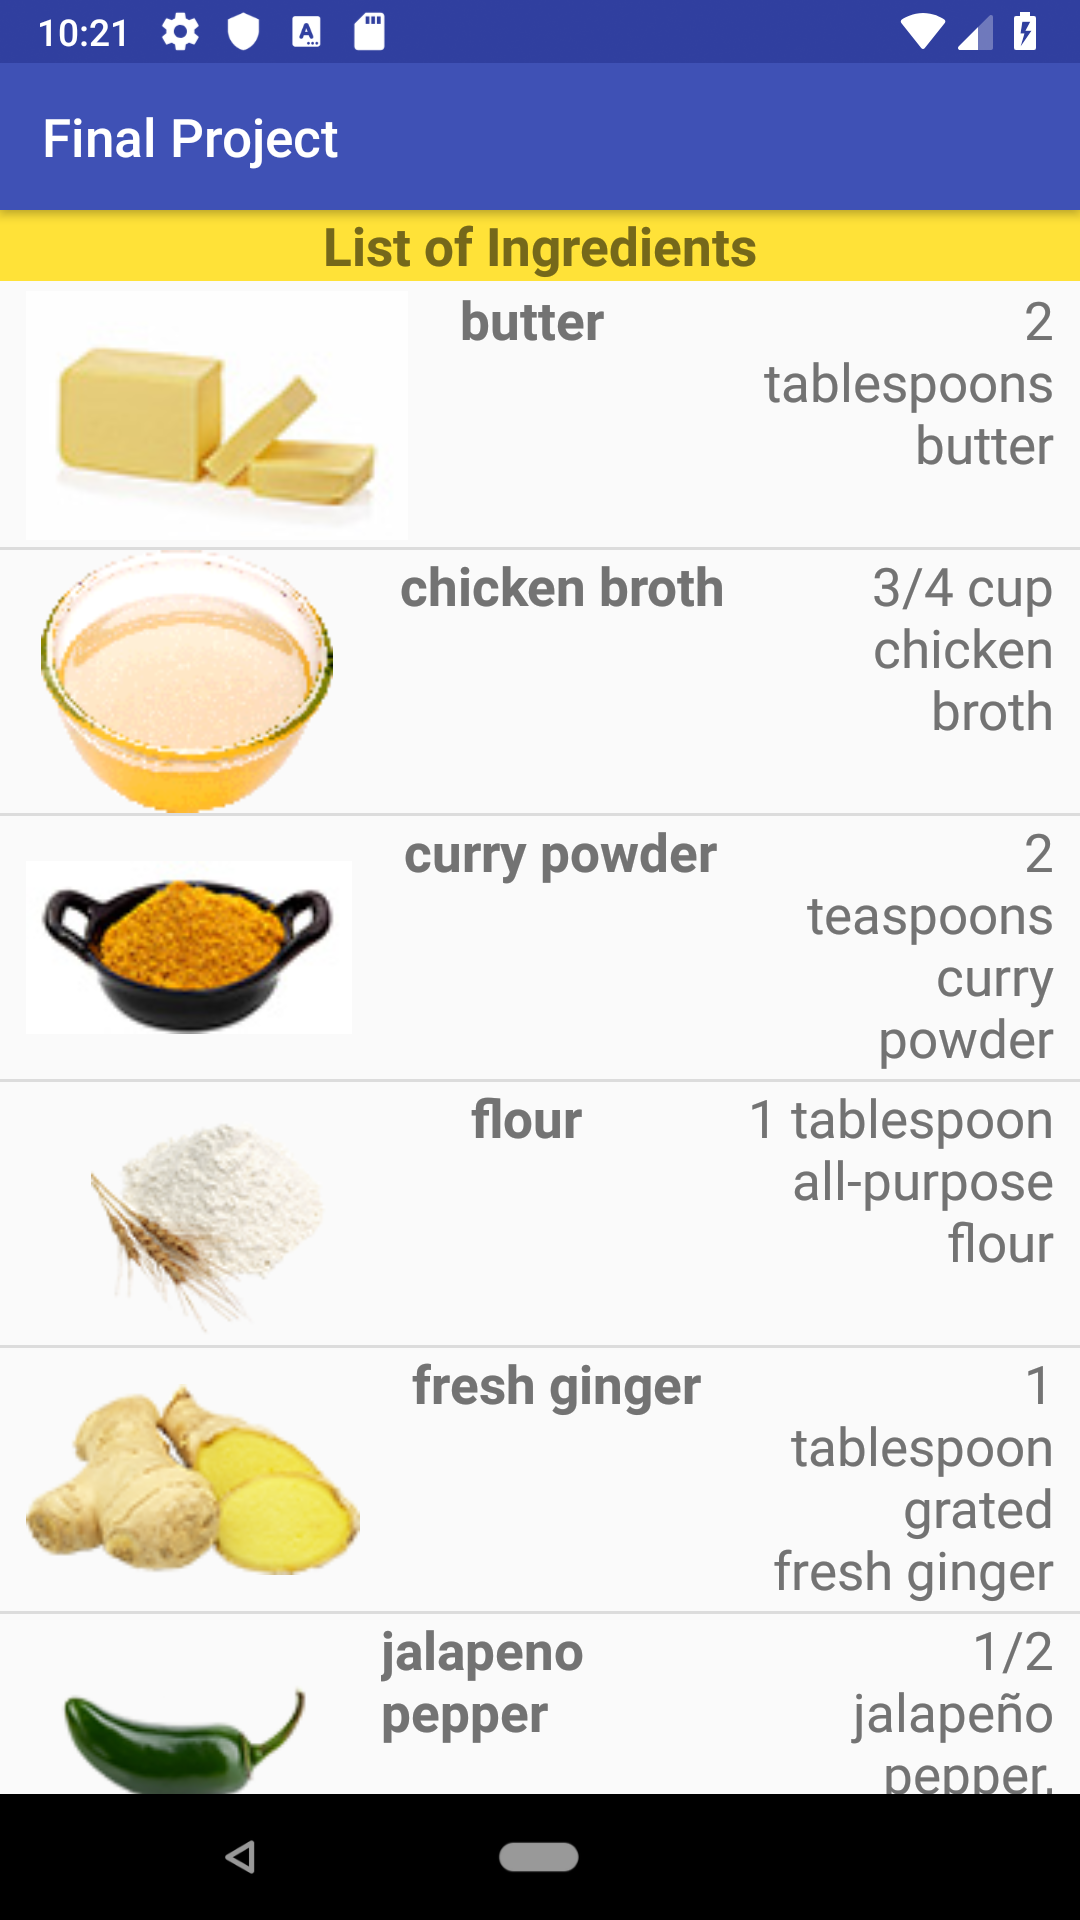 10:21
Final Project
List of Ingredients
butter
2
tablespoons
butter
chicken broth
3/4 cup
chicken
broth
curry powder
2
teaspoons
curry
powder
flour
1 tablespoon
all-purpose
flour
fresh ginger
1
tablespoon
grated
fresh ginger
jalapeno
pepper
1/2
jalapeño
pepper,